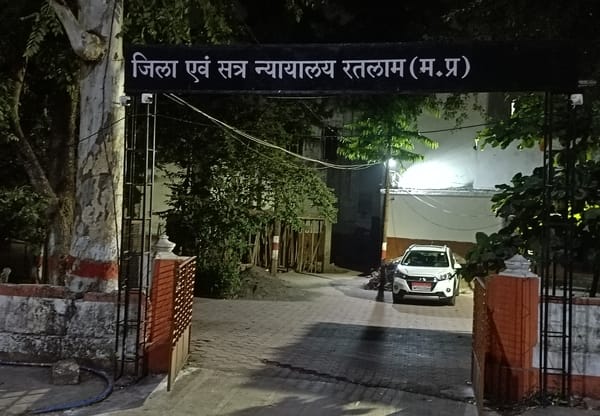 जिला एवं सत्र न्यायालय रतलाम (म.प्र)